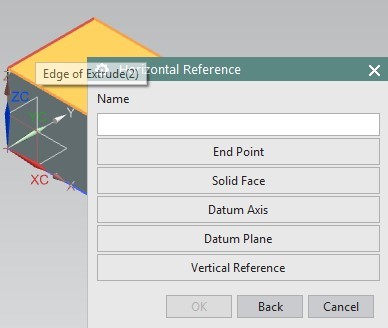 Edge of Extrude(2)
Horizontal Reference
Name
End Point
Solid Face
Datum Axis
Datum Plane
Vertical Reference
OK
Back
Cancel
ZC
Y
XC
X